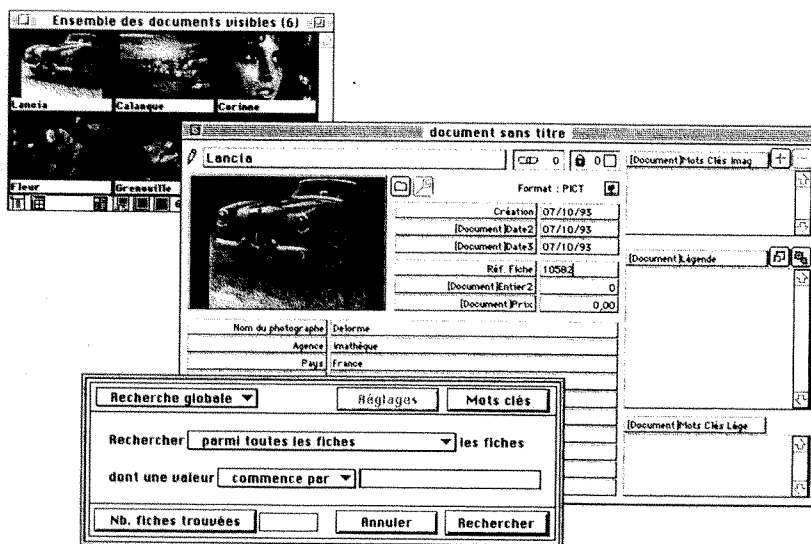 Ensemble des documents visibles (6)
Lancia
Calanque
Corinne
Fleur
Grenouille
document sans titre
Lancia
0
0
[Document]Mots Clés Imag
Format : PICT
Création 07/10/93
[Document]Date2 07/10/93
[Document]Date3 07/10/93
Réf. Fiche 10582
[Document]Entier2 0
[Document]Prix 0,00
[Document]Légende
Nom du photographe Delorme
Agence Imathèque
Pays France
[Document]Mots Clés Lége
Recherche globale
Réglages
Mots clés
Rechercher parmi toutes les fiches les fiches
dont une valeur commence par
Nb. fiches trouvées
Annuler
Rechercher